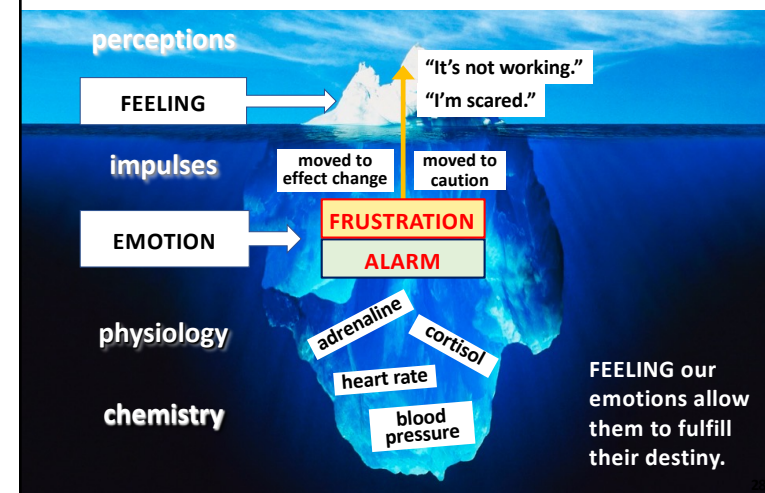 perceptions
“It’s not working.”
FEELING
“I’m scared.”
impulses
moved to
effect change
moved to
caution
FRUSTRATION
EMOTION
ALARM
adrenaline
physiology
cortisol
heart rate
chemistry
blood
pressure
FEELING our
emotions allow
them to fulfill
their destiny.